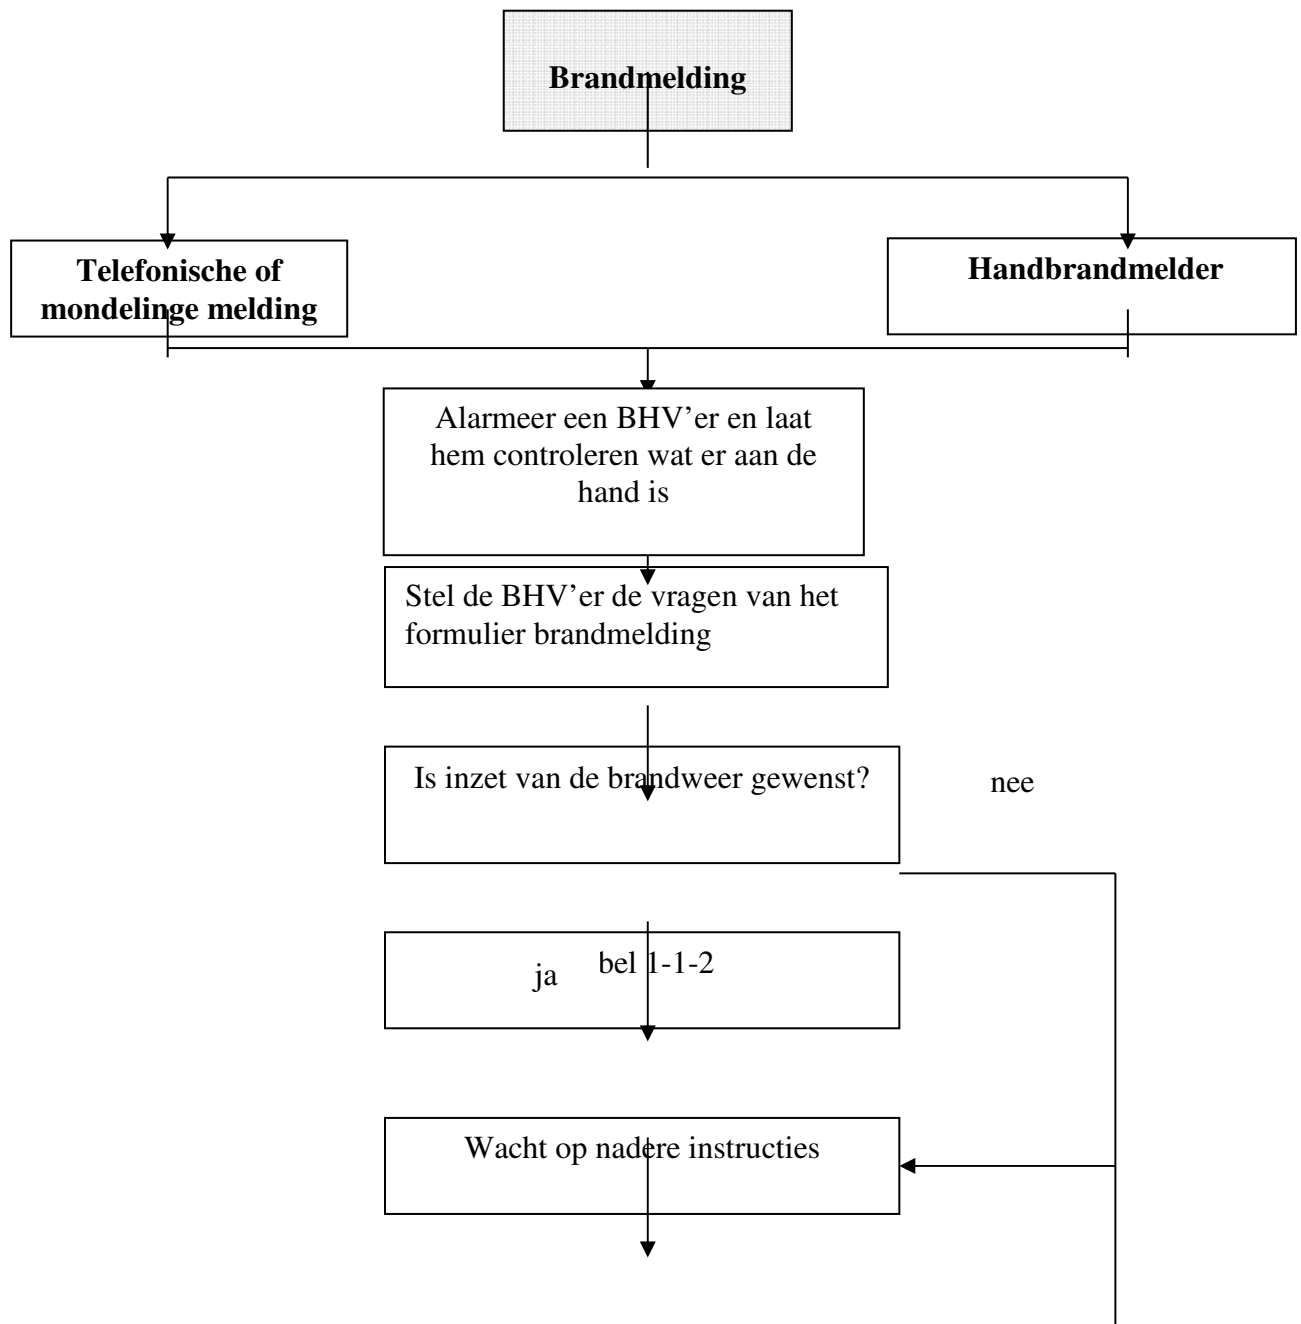 Brandmelding
Telefonische of
mondelinge melding
Handbrandmelder
Alarmeer een BHV’er en laat
hem controleren wat er aan de
hand is
Stel de BHV’er de vragen van het
formulier brandmelding
Is inzet van de brandweer gewenst?
nee
ja
bel 1-1-2
Wacht op nadere instructies